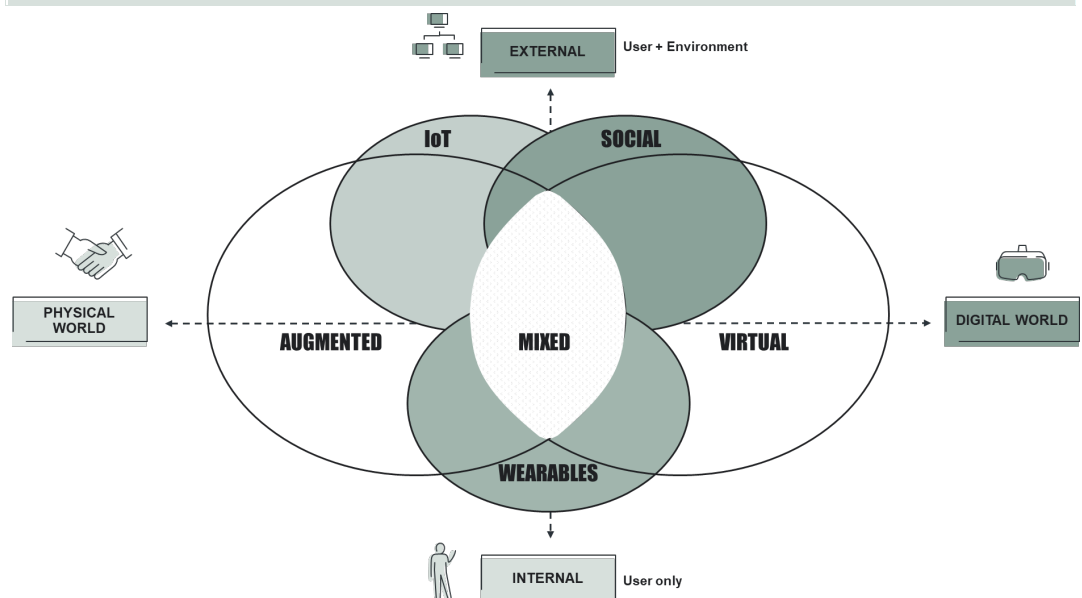 EXTERNAL
User + Environment
IoT
SOCIAL
PHYSICAL
WORLD
DIGITAL WORLD
AUGMENTED
MIXED
VIRTUAL
WEARABLES
INTERNAL
User only